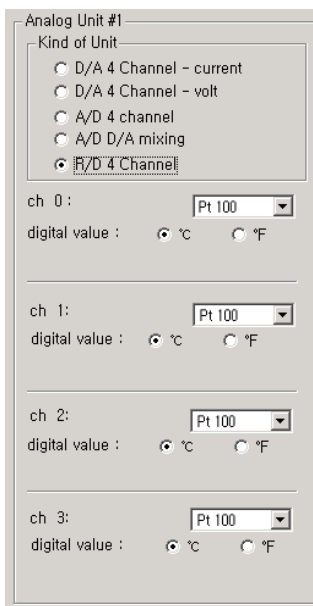 Analog Unit #1
Kind of Unit
D/A 4 Channel - current
D/A 4 Channel - volt
A/D 4 channel
A/D D/A mixing
R/D 4 Channel
ch 0 : Pt 100
digital value : ℃ ℉
ch 1: Pt 100
digital value : ℃ ℉
ch 2: Pt 100
digital value : ℃ ℉
ch 3: Pt 100
digital value : ℃ ℉